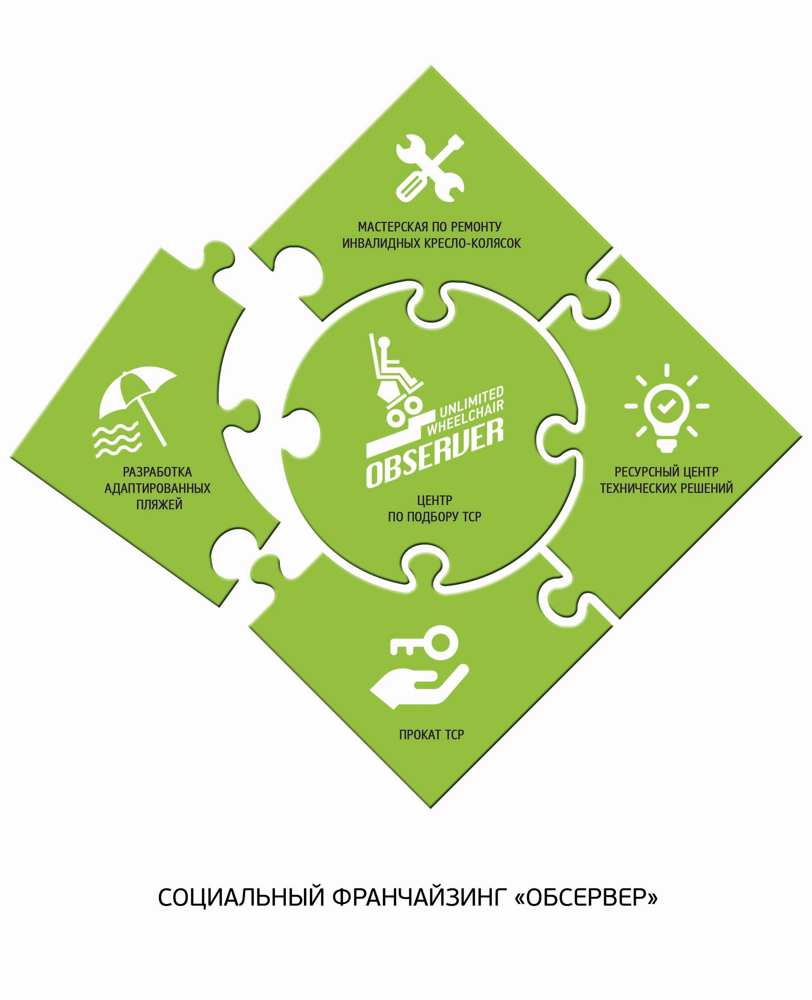 МАСТЕРСКАЯ ПО РЕМОНТУ
ИНВАЛИДНЫХ КРЕСЛО-КОЛЯСОК
UNLIMITED
WHEELCHAIR
OBSERVER
ЦЕНТР
ПО ПОДБОРУ ТСР
РАЗРАБОТКА
АДАПТИРОВАННЫХ
ПЛЯЖЕЙ
РЕСУРСНЫЙ ЦЕНТР
ТЕХНИЧЕСКИХ РЕШЕНИЙ
ПРОКАТ ТСР
СОЦИАЛЬНЫЙ ФРАНЧАЙЗИНГ «ОБСЕРВЕР»